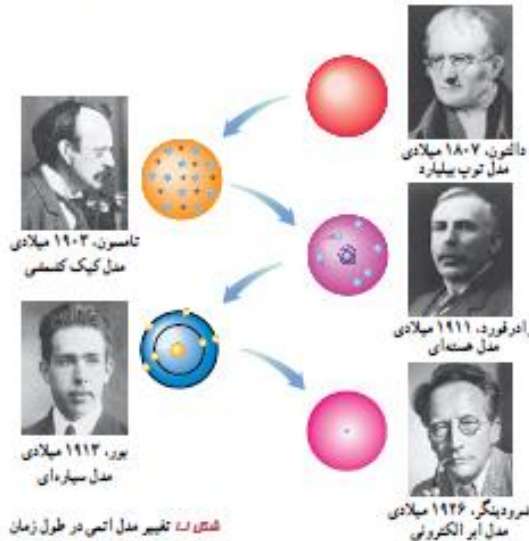 دالتون، ۱۸۰۷ میلادی
مدل توپ بیلیارد
تامسون، ۱۹۰۳ میلادی
مدل کیک کشمشی
رادرفورد، ۱۹۱۱ میلادی
مدل هسته‌ای
بور، ۱۹۱۳ میلادی
مدل سیاره‌ای
شرودینگر، ۱۹۲۶ میلادی
مدل ابر الکترونی
تغییر مدل اتمی در طول زمان